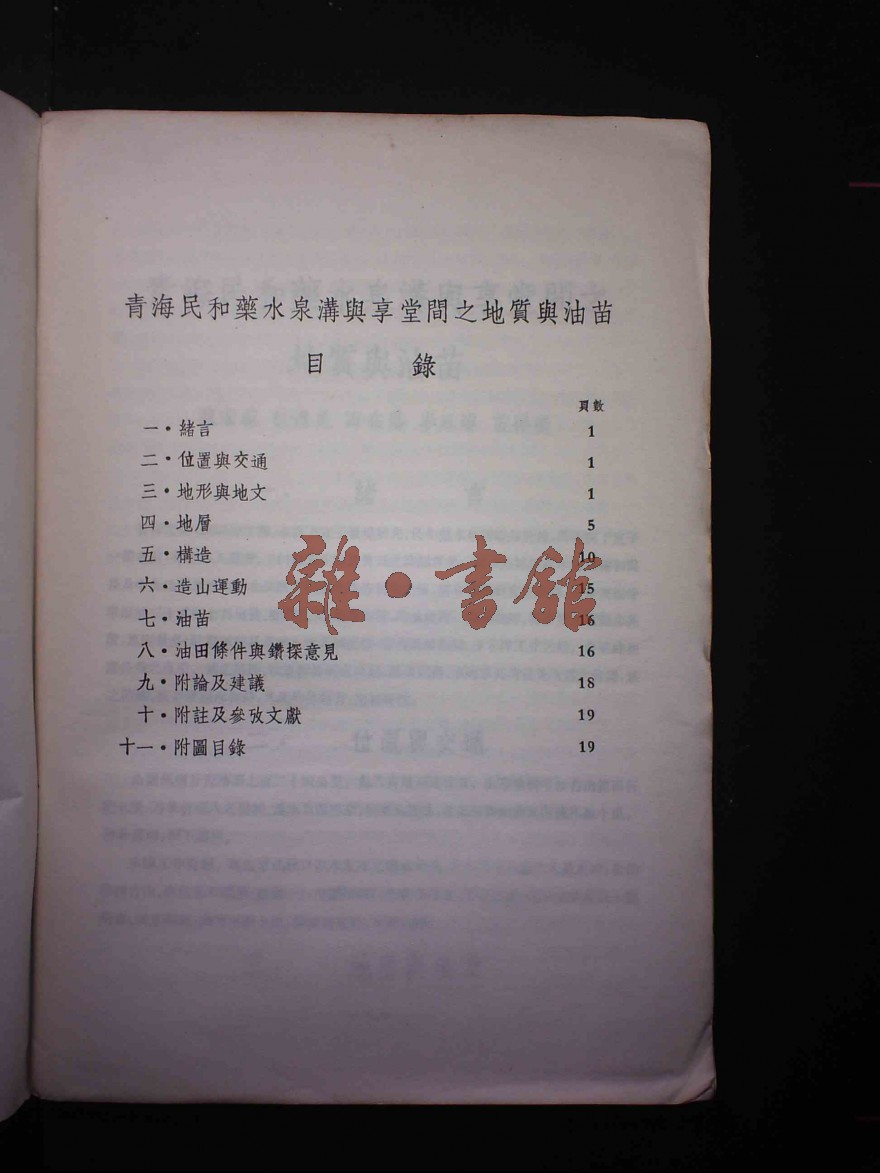 青海民和藥水泉溝與享堂間之地質與油苗
目 錄
頁數
一·緒言 1
二·位置與交通 1
三·地形與地文 1
四·地層 5
五·構造 10
六·造山運動 15
七·油苗 16
八·油田條件與鑽探意見 16
九·附論及建議 18
十·附註及參攷文獻 19
十一·附圖目錄 19
雜·書館